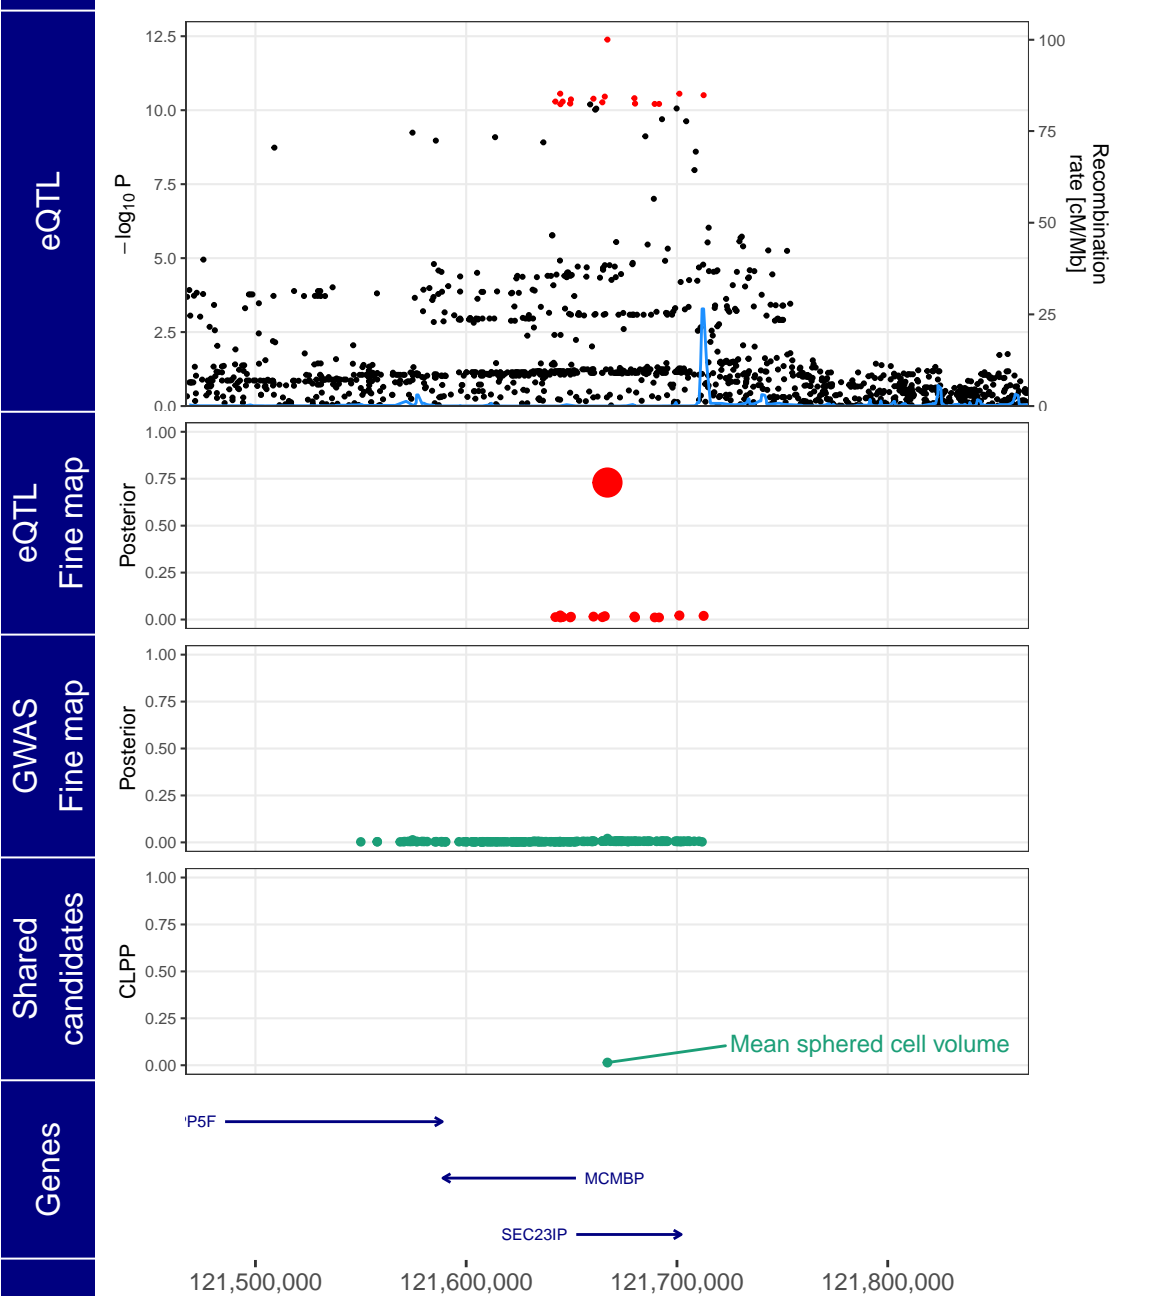 eQTL
−log10 P
12.5
10.0
7.5
5.0
2.5
0.0
100
75
50
25
0
Recombination
rate [cM/Mb]
eQTL
Fine map
Posterior
1.00
0.75
0.50
0.25
0.00
GWAS
Fine map
Posterior
1.00
0.75
0.50
0.25
0.00
Shared
candidates
CLPP
1.00
0.75
0.50
0.25
0.00
Mean sphered cell volume
Genes
P5F
MCMBP
SEC23IP
121,500,000
121,600,000
121,700,000
121,800,000